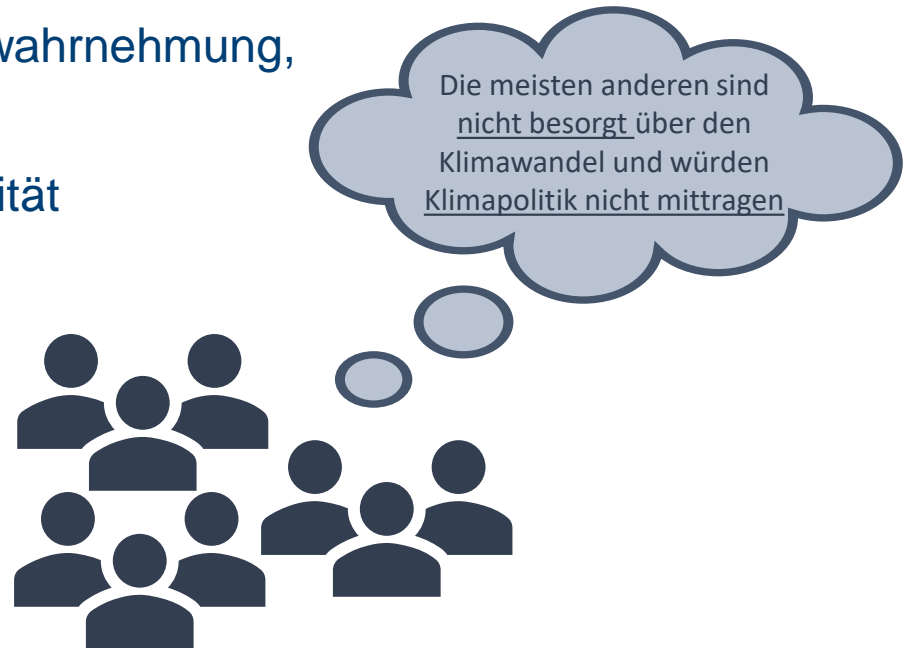 wahrnehmung,
Die meisten anderen sind
nicht besorgt über den
Klimawandel und würden
Klimapolitik nicht mittragen
ität